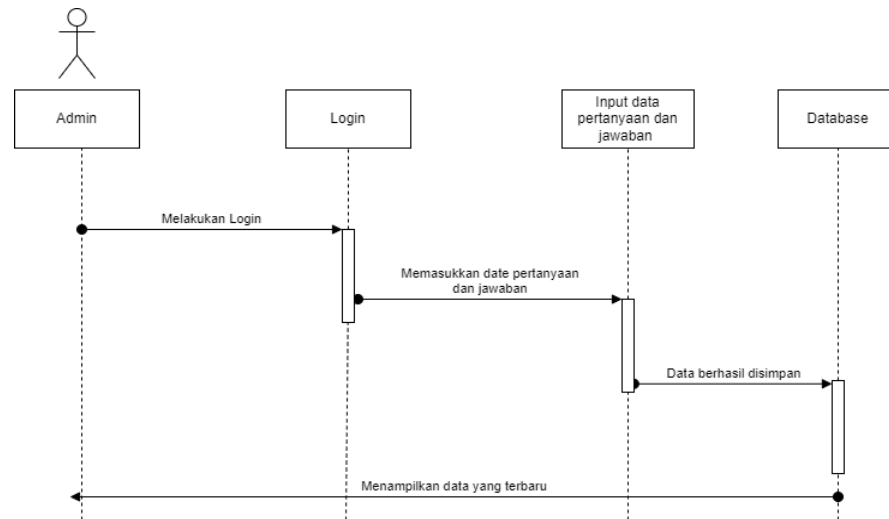 Admin
Login
Input data
pertanyaan dan
jawaban
Database
Melakukan Login
Memasukkan date pertanyaan
dan jawaban
Data berhasil disimpan
Menampilkan data yang terbaru